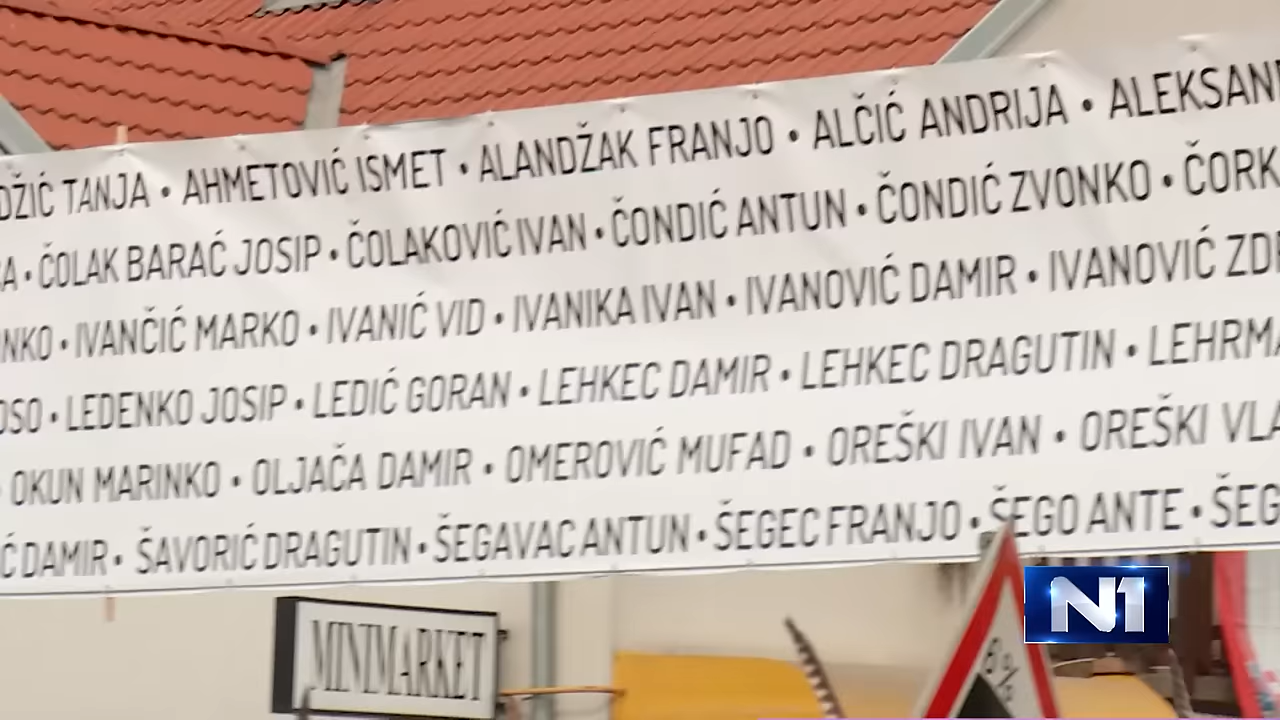 DŽIĆ TANJA • AHMETOVIĆ ISMET • ALANDŽAK FRANJO • ALČIĆ ANDRIJA • ALEKSAN
A • ČOLAK BARAĆ JOSIP • ČOLAKOVIĆ IVAN • ČONDIĆ ANTUN • ČONDIĆ ZVONKO • ČORK
NKO • IVANČIĆ MARKO • IVANIĆ VID • IVANIKA IVAN • IVANOVIĆ DAMIR • IVANOVIĆ ZD
OSO • LEDENKO JOSIP • LEDIĆ GORAN • LEHKEC DAMIR • LEHKEC DRAGUTIN • LEHRMA
• OKUN MARINKO • OLJAČA DAMIR • OMEROVIĆ MUFAD • OREŠKI IVAN • OREŠKI VLA
Ć DAMIR • ŠAVORIĆ DRAGUTIN • ŠEGAVAC ANTUN • ŠEGEC FRANJO • ŠEGO ANTE • ŠEG
MINIMARKET
N1